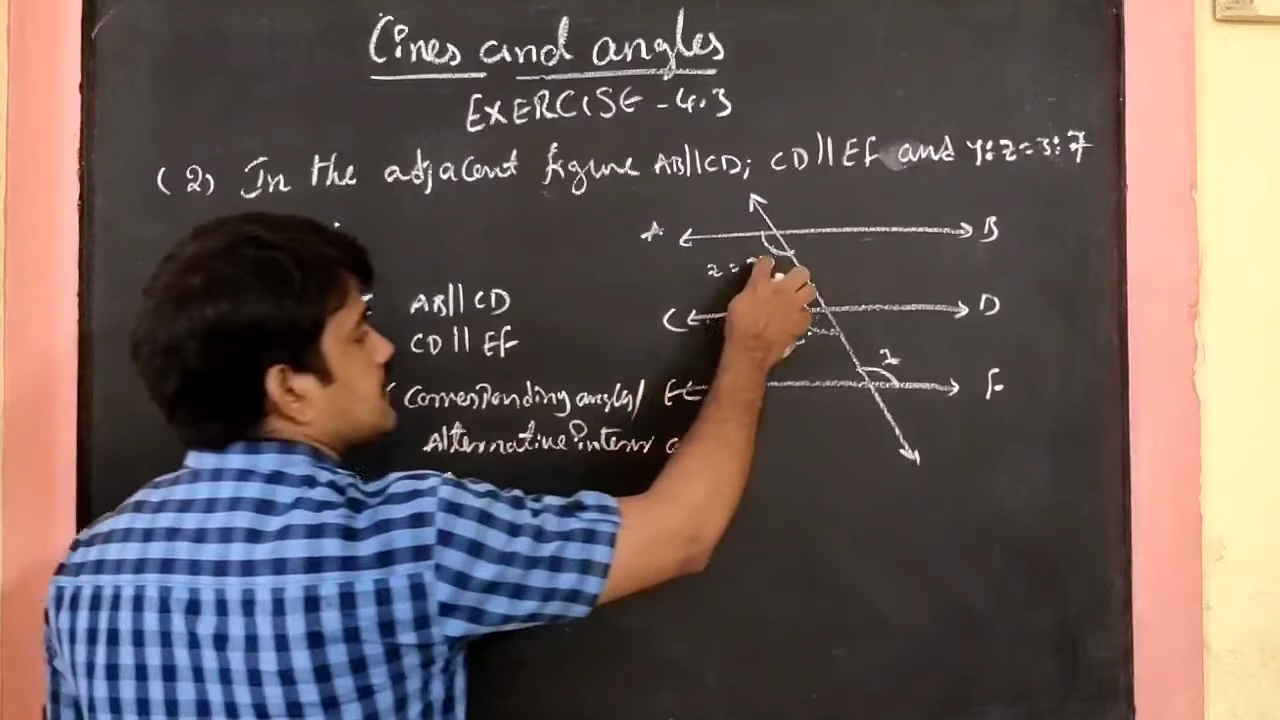 Lines and angles
EXERCISE - 4.3
(2) In the adjacent figure AB||CD; CD||EF and y:z=3:7
A
B
z =
AB||CD
C
D
CD||EF
z
Corresponding angles/
E
F
Alternative interior